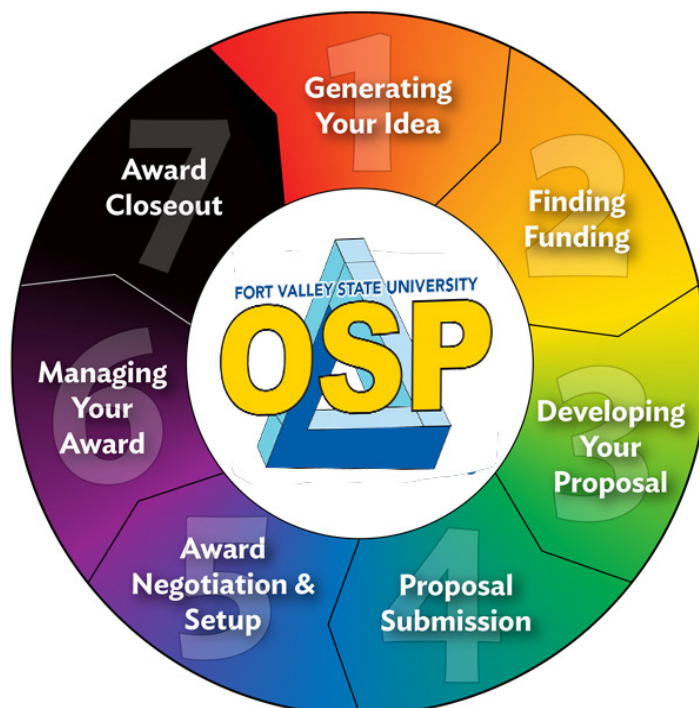 1
Generating
Your Idea
2
Finding
Funding
3
Developing
Your
Proposal
4
Proposal
Submission
5
Award
Negotiation &
Setup
6
Managing
Your
Award
7
Award
Closeout
FORT VALLEY STATE UNIVERSITY
OSP